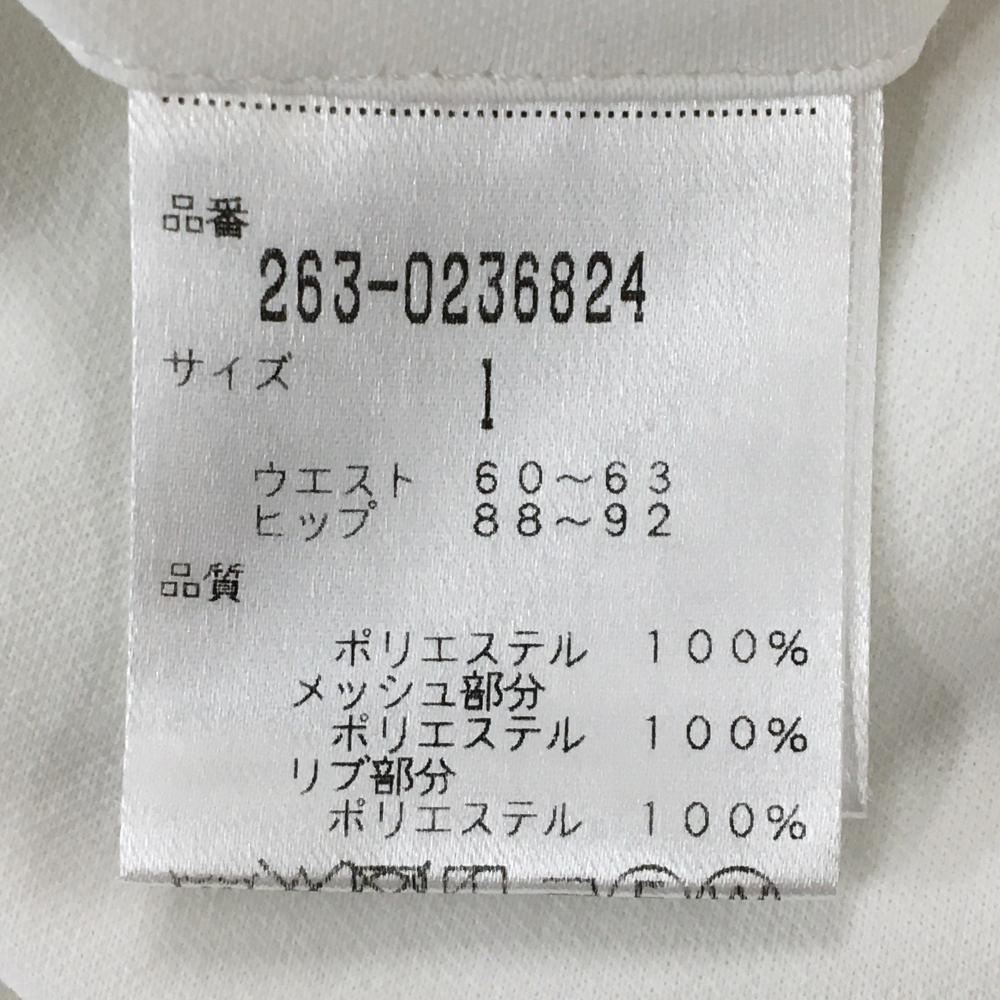 品番
263-0236824
サイズ 1
ウエスト 60～63
ヒップ 88～92
品質
ポリエステル 100%
メッシュ部分
ポリエステル 100%
リブ部分
ポリエステル 100%